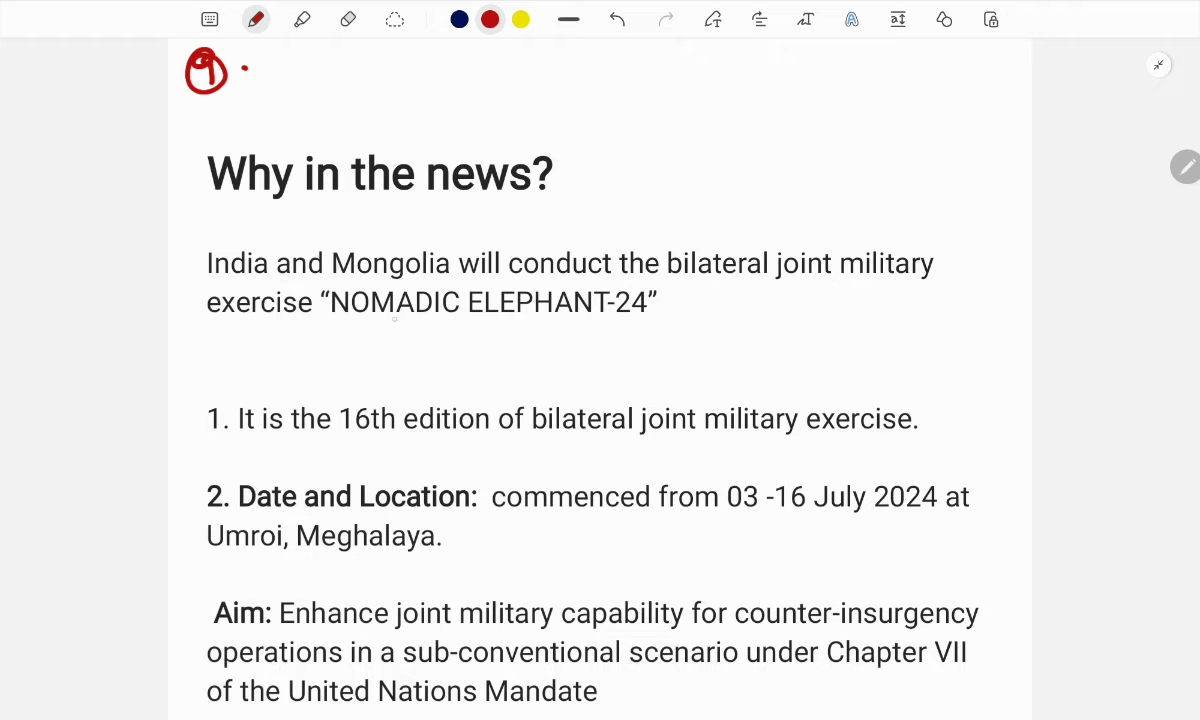 9.
Why in the news?
India and Mongolia will conduct the bilateral joint military
exercise “NOMADIC ELEPHANT-24”
1. It is the 16th edition of bilateral joint military exercise.
2. Date and Location:  commenced from 03 -16 July 2024 at
Umroi, Meghalaya.
Aim: Enhance joint military capability for counter-insurgency
operations in a sub-conventional scenario under Chapter VII
of the United Nations Mandate